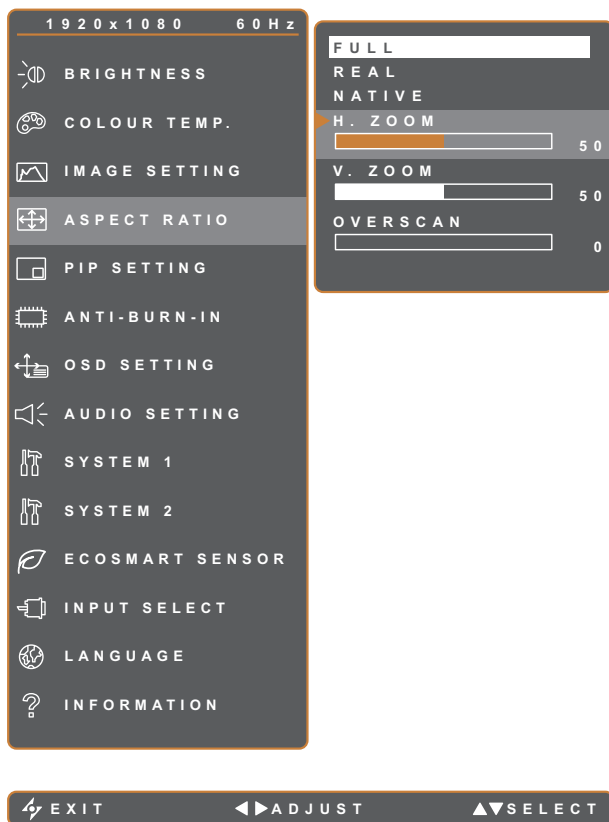 1920x1080 60Hz
BRIGHTNESS
COLOUR TEMP.
IMAGE SETTING
ASPECT RATIO
PIP SETTING
ANTI-BURN-IN
OSD SETTING
AUDIO SETTING
SYSTEM 1
SYSTEM 2
ECOSMART SENSOR
INPUT SELECT
LANGUAGE
INFORMATION
FULL
REAL
NATIVE
H. ZOOM
50
V. ZOOM
50
OVERSCAN
0
EXIT ADJUST SELECT